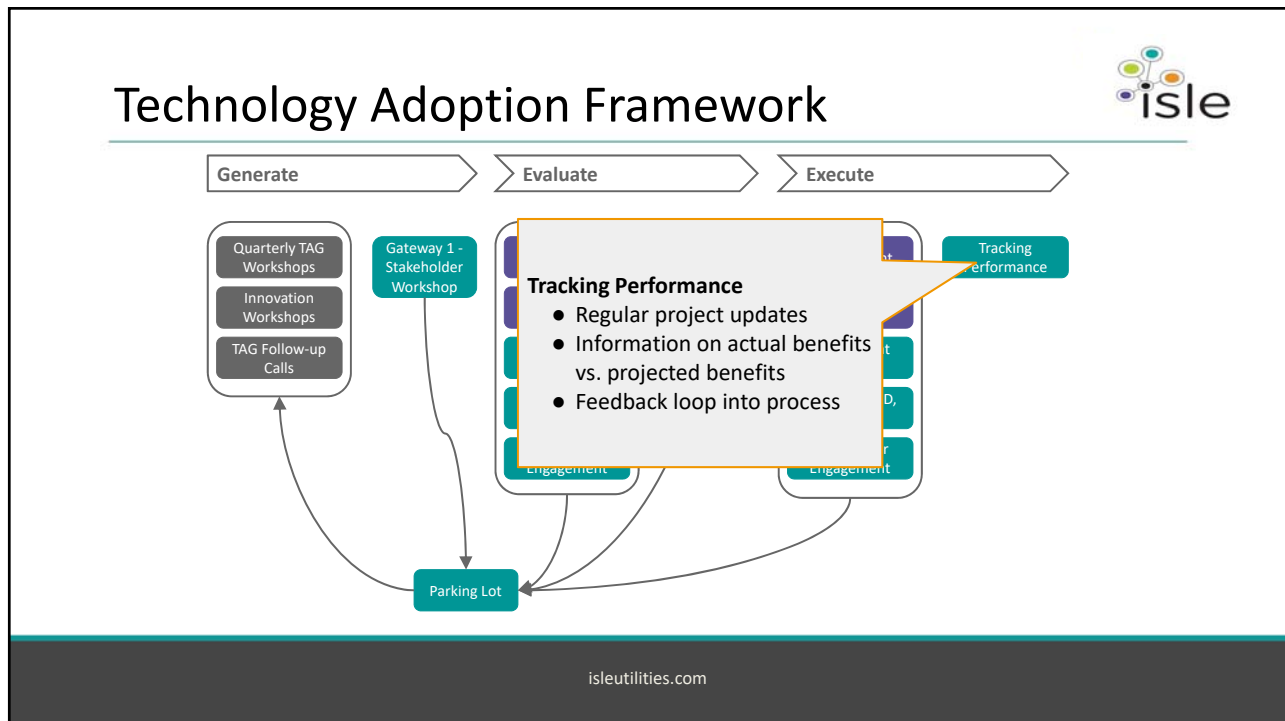 Technology Adoption Framework
isle
Generate
Evaluate
Execute
Quarterly TAG
Workshops
Innovation
Workshops
TAG Follow-up
Calls
Gateway 1 -
Stakeholder
Workshop
Tracking Performance
● Regular project updates
● Information on actual benefits
vs. projected benefits
● Feedback loop into process
Engagement
D,
Engagement
Tracking
Performance
Parking Lot
isleutilities.com